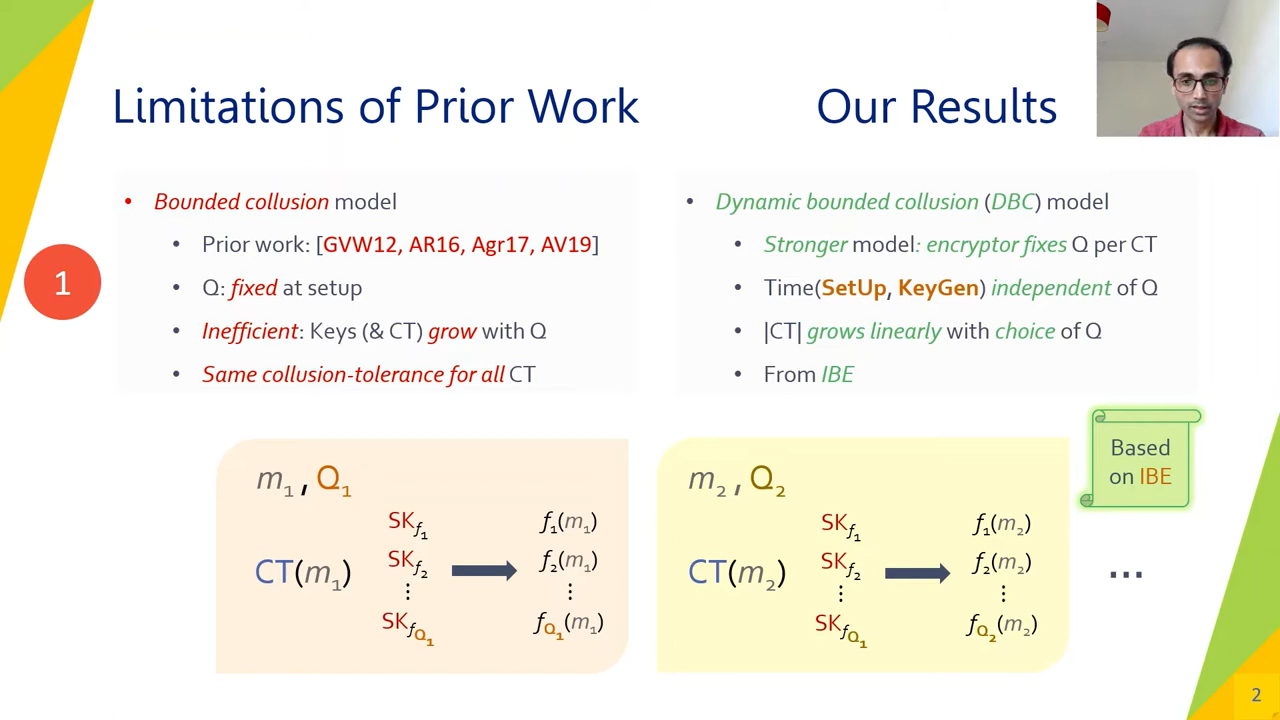 Limitations of Prior Work
Our Results
1
• Bounded collusion model
• Prior work: [GVW12, AR16, Agr17, AV19]
• Q: fixed at setup
• Inefficient: Keys (& CT) grow with Q
• Same collusion-tolerance for all CT
• Dynamic bounded collusion (DBC) model
• Stronger model: encryptor fixes Q per CT
• Time(SetUp, KeyGen) independent of Q
• |CT| grows linearly with choice of Q
• From IBE
m₁ , Q₁
CT(m₁)
SK_f₁
SK_f₂
⋮
SK_f_Q₁
f₁(m₁)
f₂(m₁)
⋮
f_Q₁(m₁)
m₂ , Q₂
CT(m₂)
SK_f₁
SK_f₂
⋮
SK_f_Q₁
f₁(m₂)
f₂(m₂)
⋮
f_Q₂(m₂)
Based
on IBE
...
2